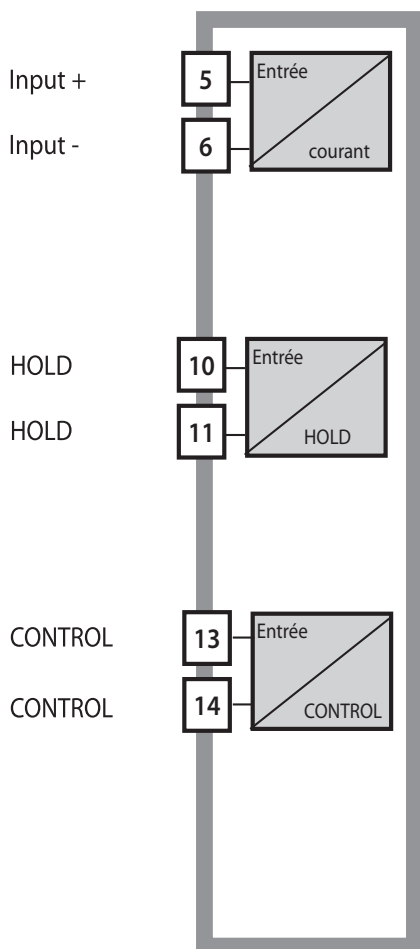 Input + 5 Entrée
Input - 6 courant
HOLD 10 Entrée
HOLD 11 HOLD
CONTROL 13 Entrée
CONTROL 14 CONTROL